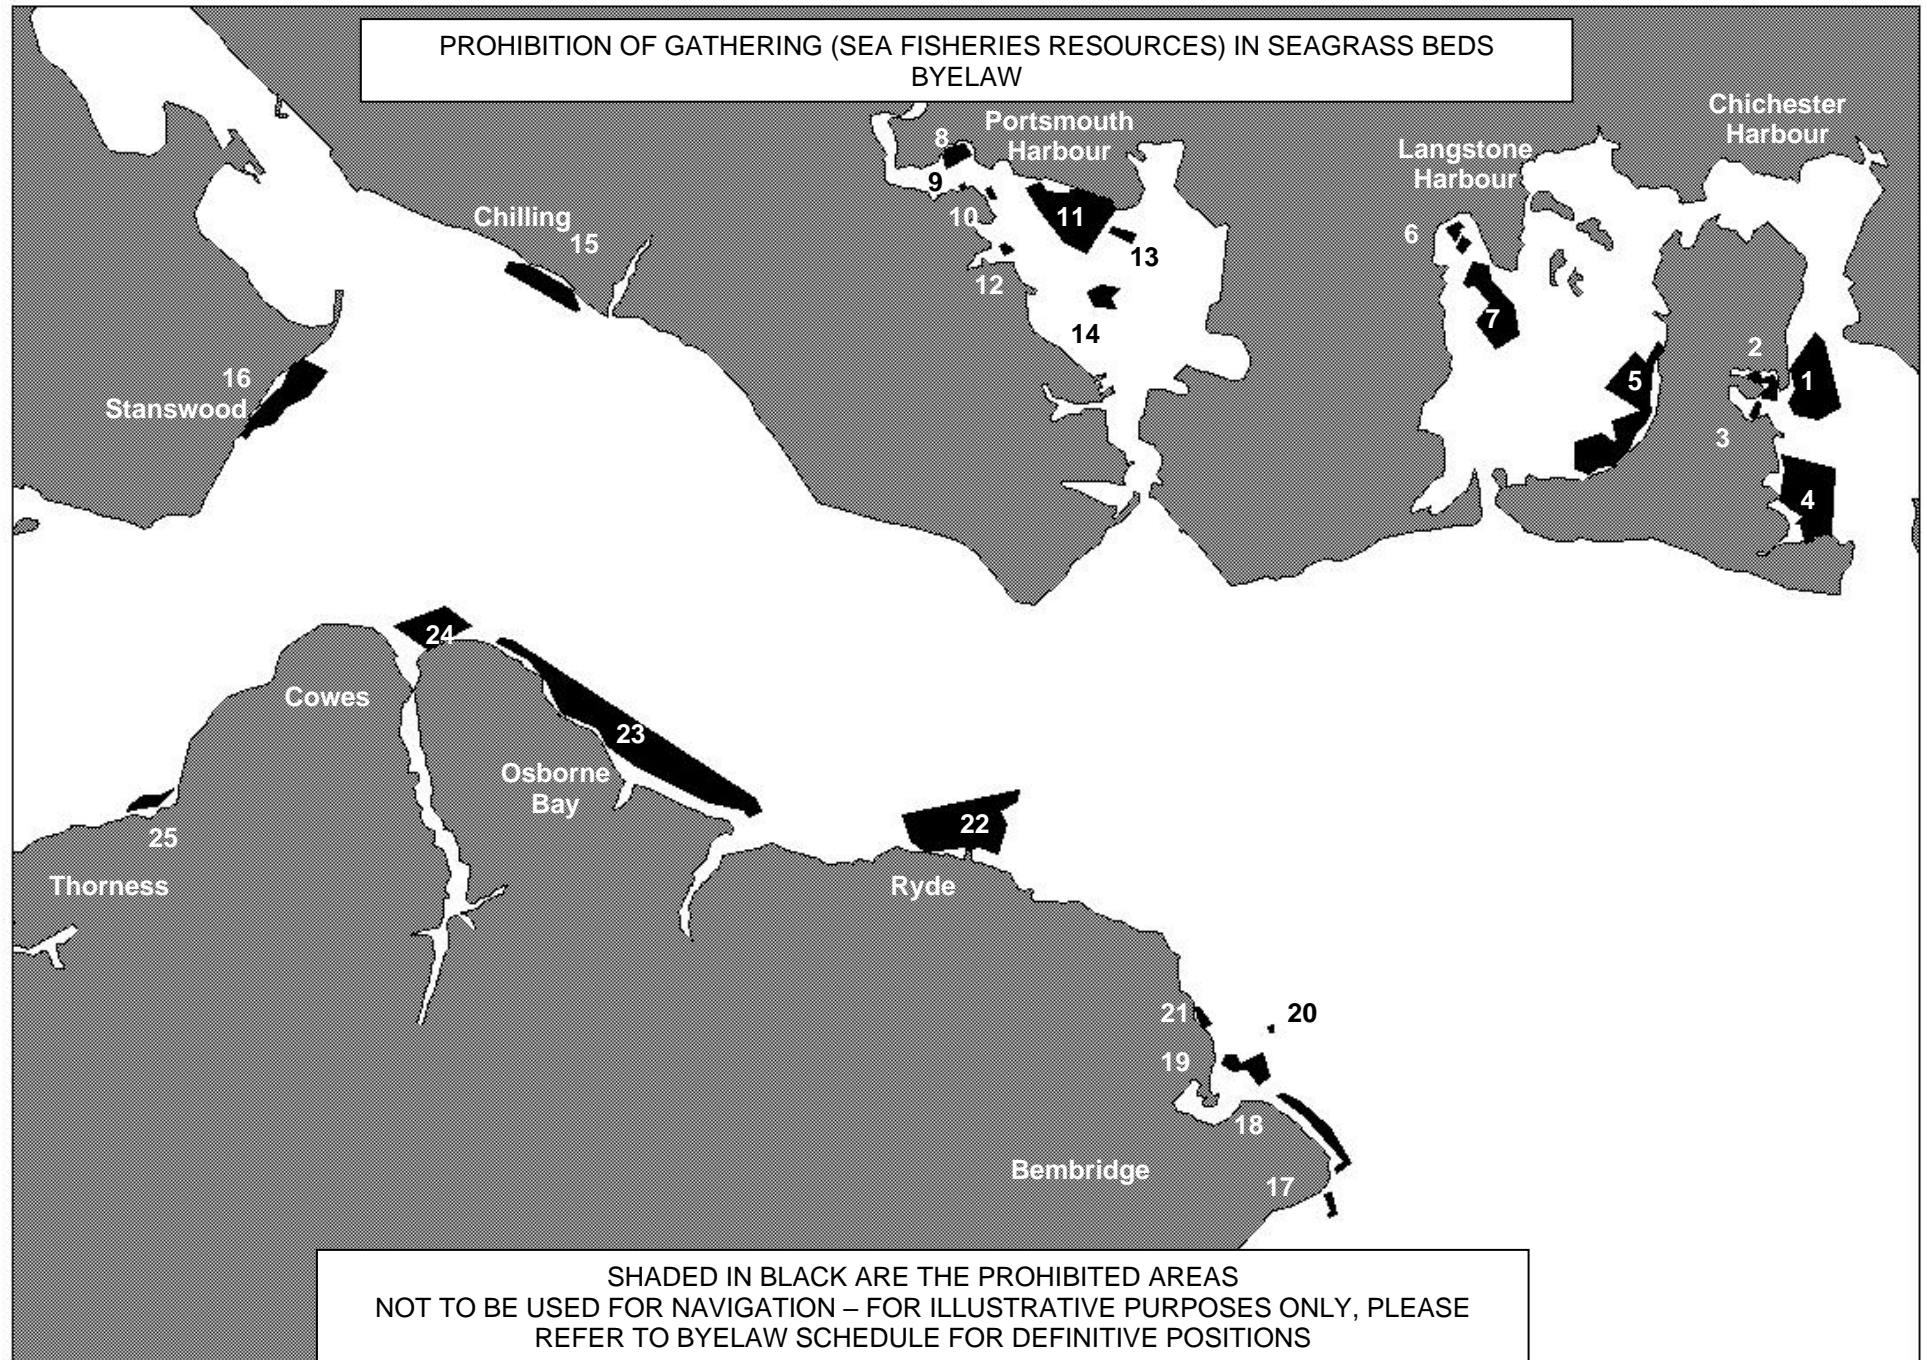 PROHIBITION OF GATHERING (SEA FISHERIES RESOURCES) IN SEAGRASS BEDS
BYELAW
Chichester
Harbour
Portsmouth
Harbour
Langstone
Harbour
8
9
10
11
12
13
14
Chilling
15
6
7
5
2
1
3
4
16
Stanswood
24
Cowes
23
Osborne
Bay
25
Thorness
22
Ryde
21
20
19
18
Bembridge
17
SHADED IN BLACK ARE THE PROHIBITED AREAS
NOT TO BE USED FOR NAVIGATION – FOR ILLUSTRATIVE PURPOSES ONLY, PLEASE
REFER TO BYELAW SCHEDULE FOR DEFINITIVE POSITIONS